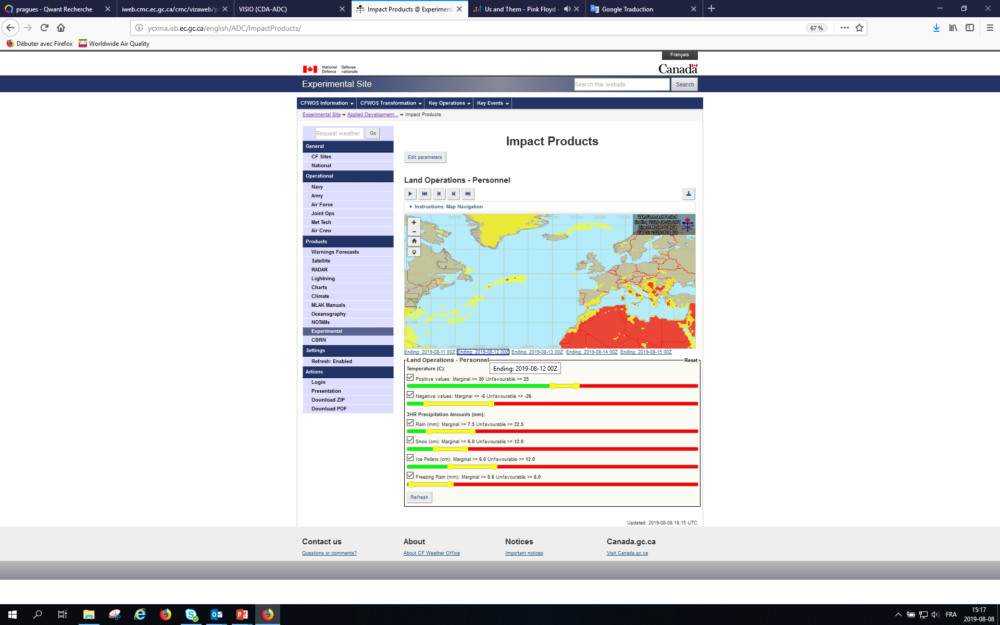 pragues - Qwant Recherche
iweb.cmc.ec.gc.ca/cmc/vizaweb/p
VISIO (CDA-ADC)
Impact Products @ Experiment
Us and Them - Pink Floyd -
Google Traduction
ycxma.isb.ec.gc.ca/english/ADC/ImpactProducts/
67 %
Débuter avec Firefox
Worldwide Air Quality
Français
National Defence
Défense nationale
Canada
Experimental Site
Search this website
Search
CFWOS Information
CFWOS Transformation
Key Operations
Key Events
Experimental Site → Applied Development... → Impact Products
Request weather
Go
General
CF Sites
National
Operational
Navy
Army
Air Force
Joint Ops
Met Tech
Air Crew
Products
Warnings Forecasts
Satellite
RADAR
Lightning
Charts
Climate
MLAK Manuals
Oceanography
NOTAMs
Experimental
CBRN
Settings
Refresh: Enabled
Actions
Login
Presentation
Download ZIP
Download PDF
Impact Products
Edit parameters
Land Operations - Personnel
Instructions: Map Navigation
24h Forecast Period
Ending 2019-08-12 00Z
Direct Model Output
GDPS: 20190808_12
060W
020W
010W
000E
010E
030N
070W
060W
050W
040W
030W
020W
Ending: 2019-08-11 00Z
Ending: 2019-08-12 00Z
Ending: 2019-08-13 00Z
Ending: 2019-08-14 00Z
Ending: 2019-08-15 00Z
Land Operations - Personnel
Reset
Ending: 2019-08-12 00Z
Temperature (C):
Positive values: Marginal >= 30 Unfavourable >= 35
Negative values: Marginal <= -6 Unfavourable <= -26
3HR Precipitation Amounts (mm):
Rain (mm): Marginal >= 7.5 Unfavourable >= 22.5
Snow (cm): Marginal >= 6.0 Unfavourable >= 12.0
Ice Pellets (cm): Marginal >= 6.0 Unfavourable >= 12.0
Freezing Rain (mm): Marginal >= 0.6 Unfavourable >= 6.0
Refresh
Updated: 2019-08-08 18:15 UTC
Contact us
Questions or comments?
About
About CF Weather Office
Notices
Important notices
Canada.gc.ca
Visit Canada.gc.ca
FRA
15:17
2019-08-08